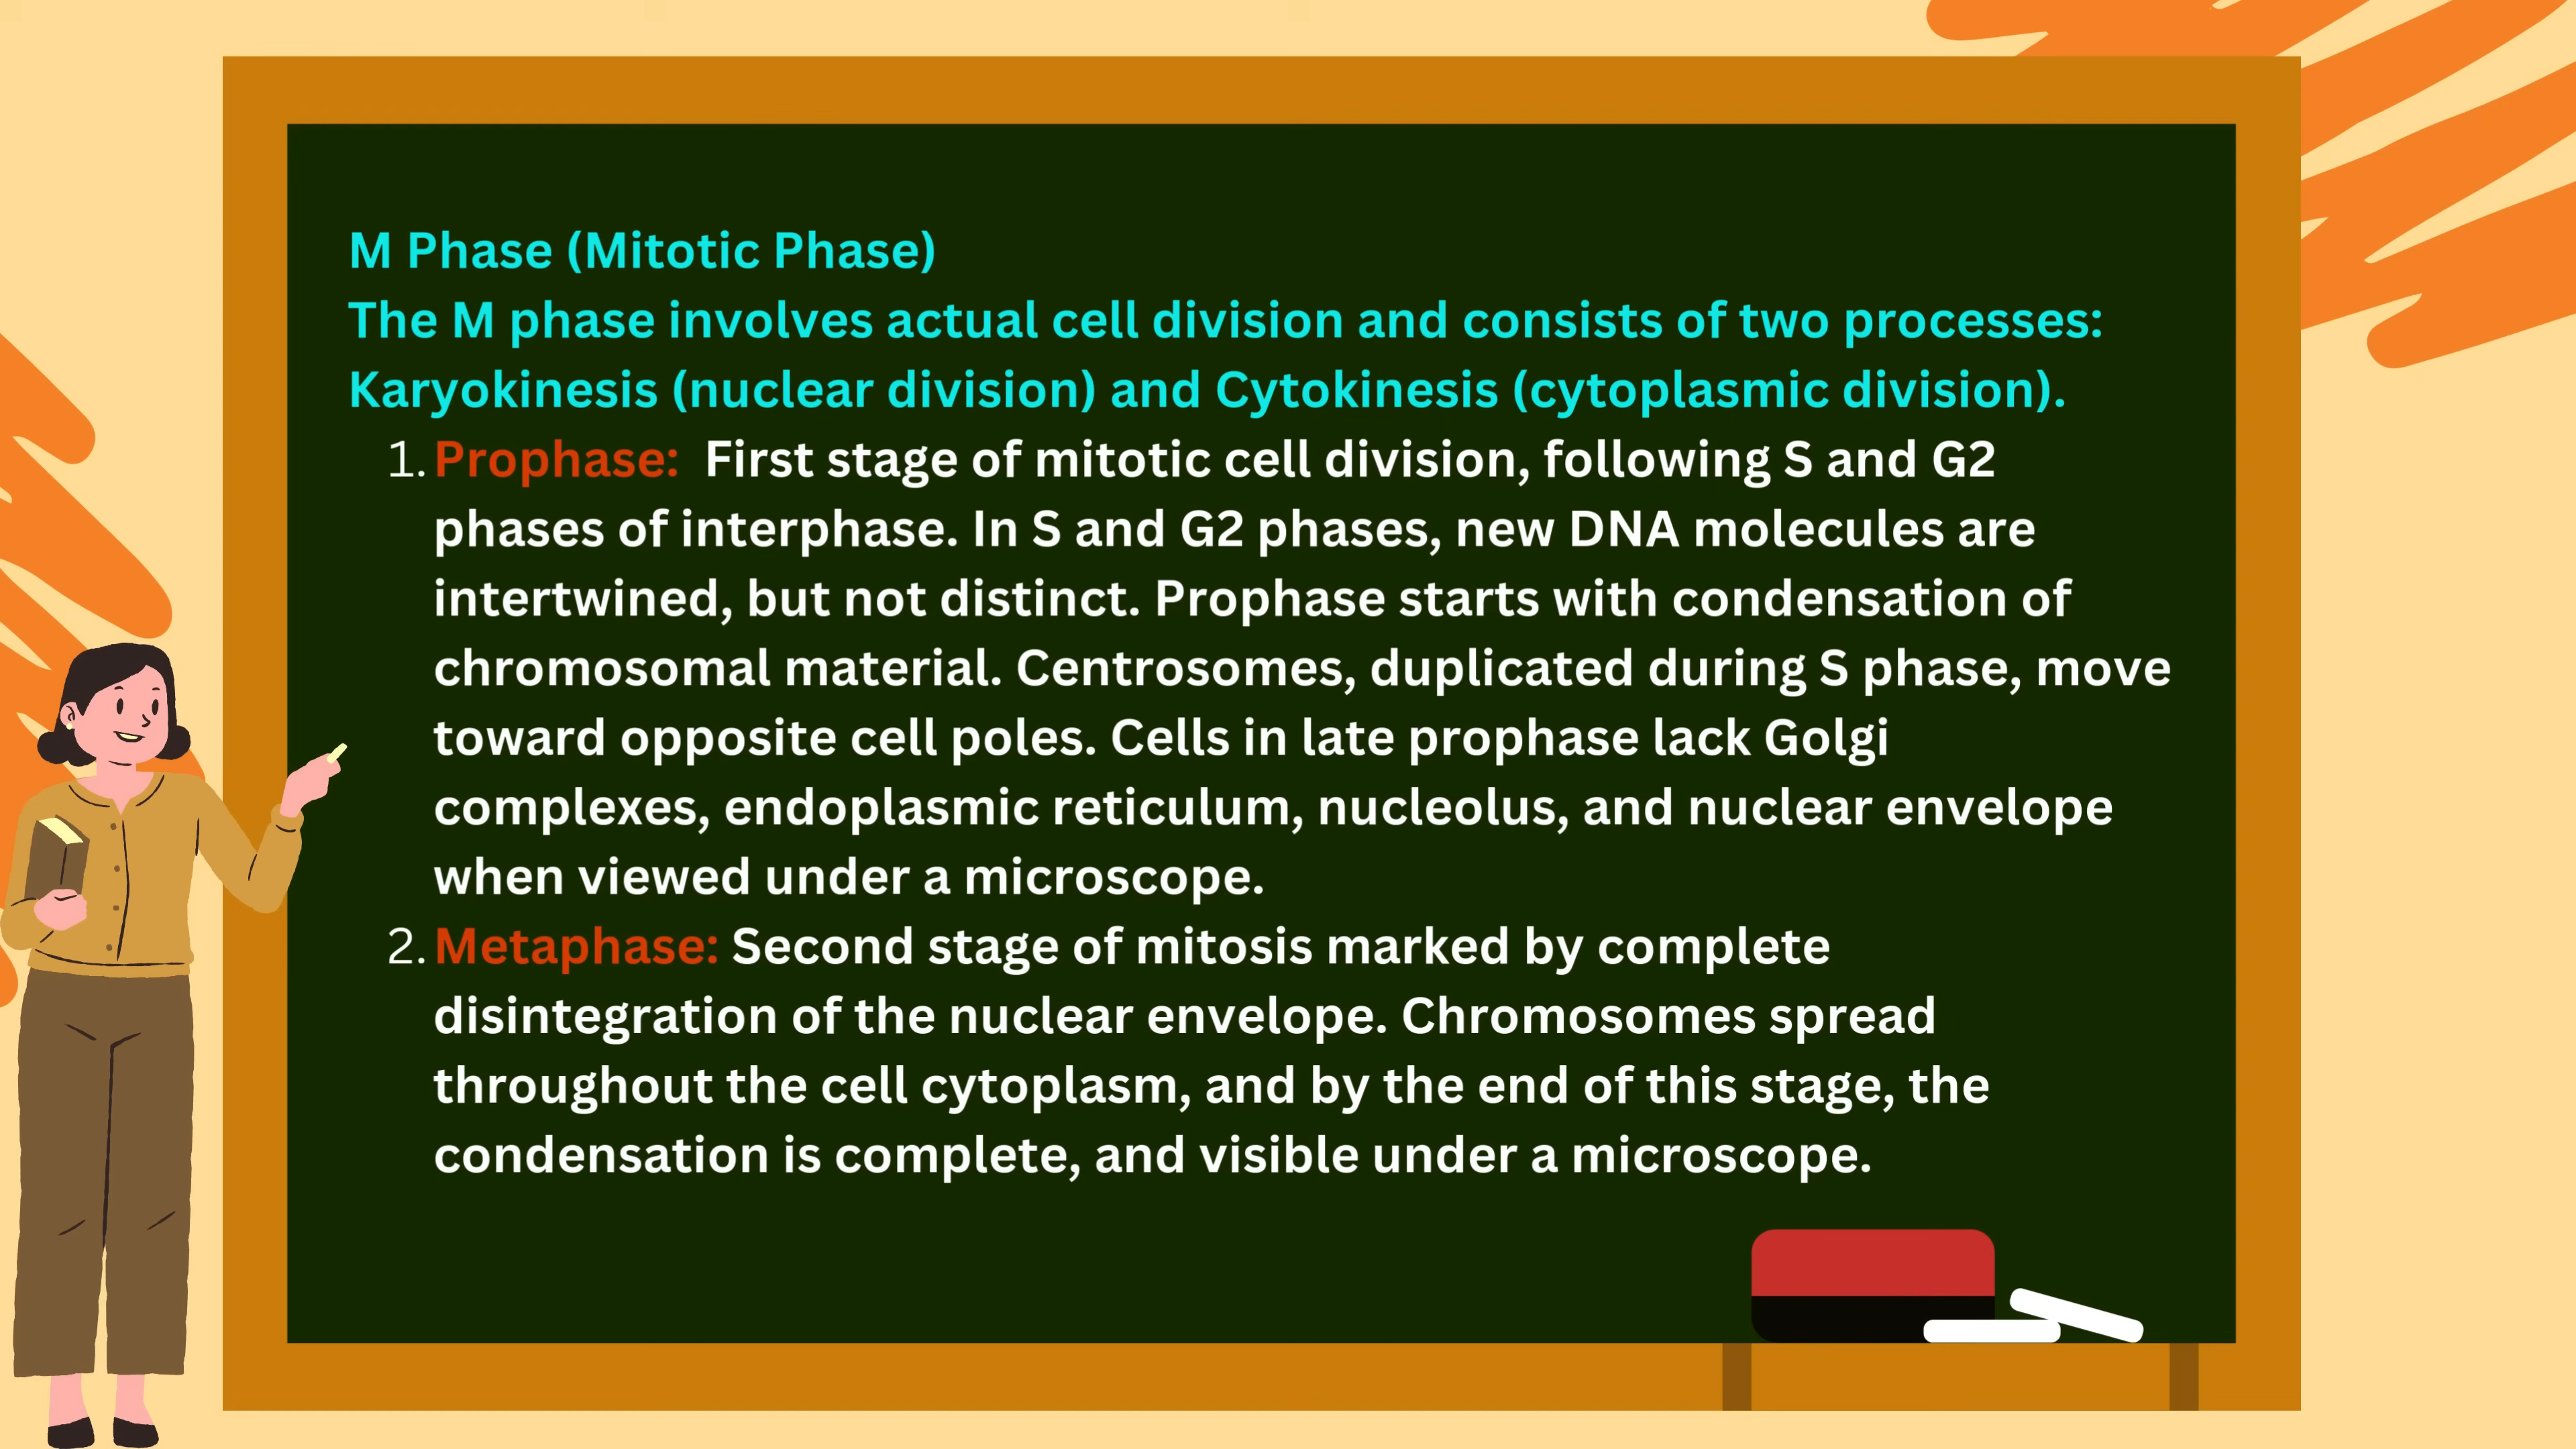 M Phase (Mitotic Phase)
The M phase involves actual cell division and consists of two processes:
Karyokinesis (nuclear division) and Cytokinesis (cytoplasmic division).
1. Prophase: First stage of mitotic cell division, following S and G2
phases of interphase. In S and G2 phases, new DNA molecules are
intertwined, but not distinct. Prophase starts with condensation of
chromosomal material. Centrosomes, duplicated during S phase, move
toward opposite cell poles. Cells in late prophase lack Golgi
complexes, endoplasmic reticulum, nucleolus, and nuclear envelope
when viewed under a microscope.
2. Metaphase: Second stage of mitosis marked by complete
disintegration of the nuclear envelope. Chromosomes spread
throughout the cell cytoplasm, and by the end of this stage, the
condensation is complete, and visible under a microscope.